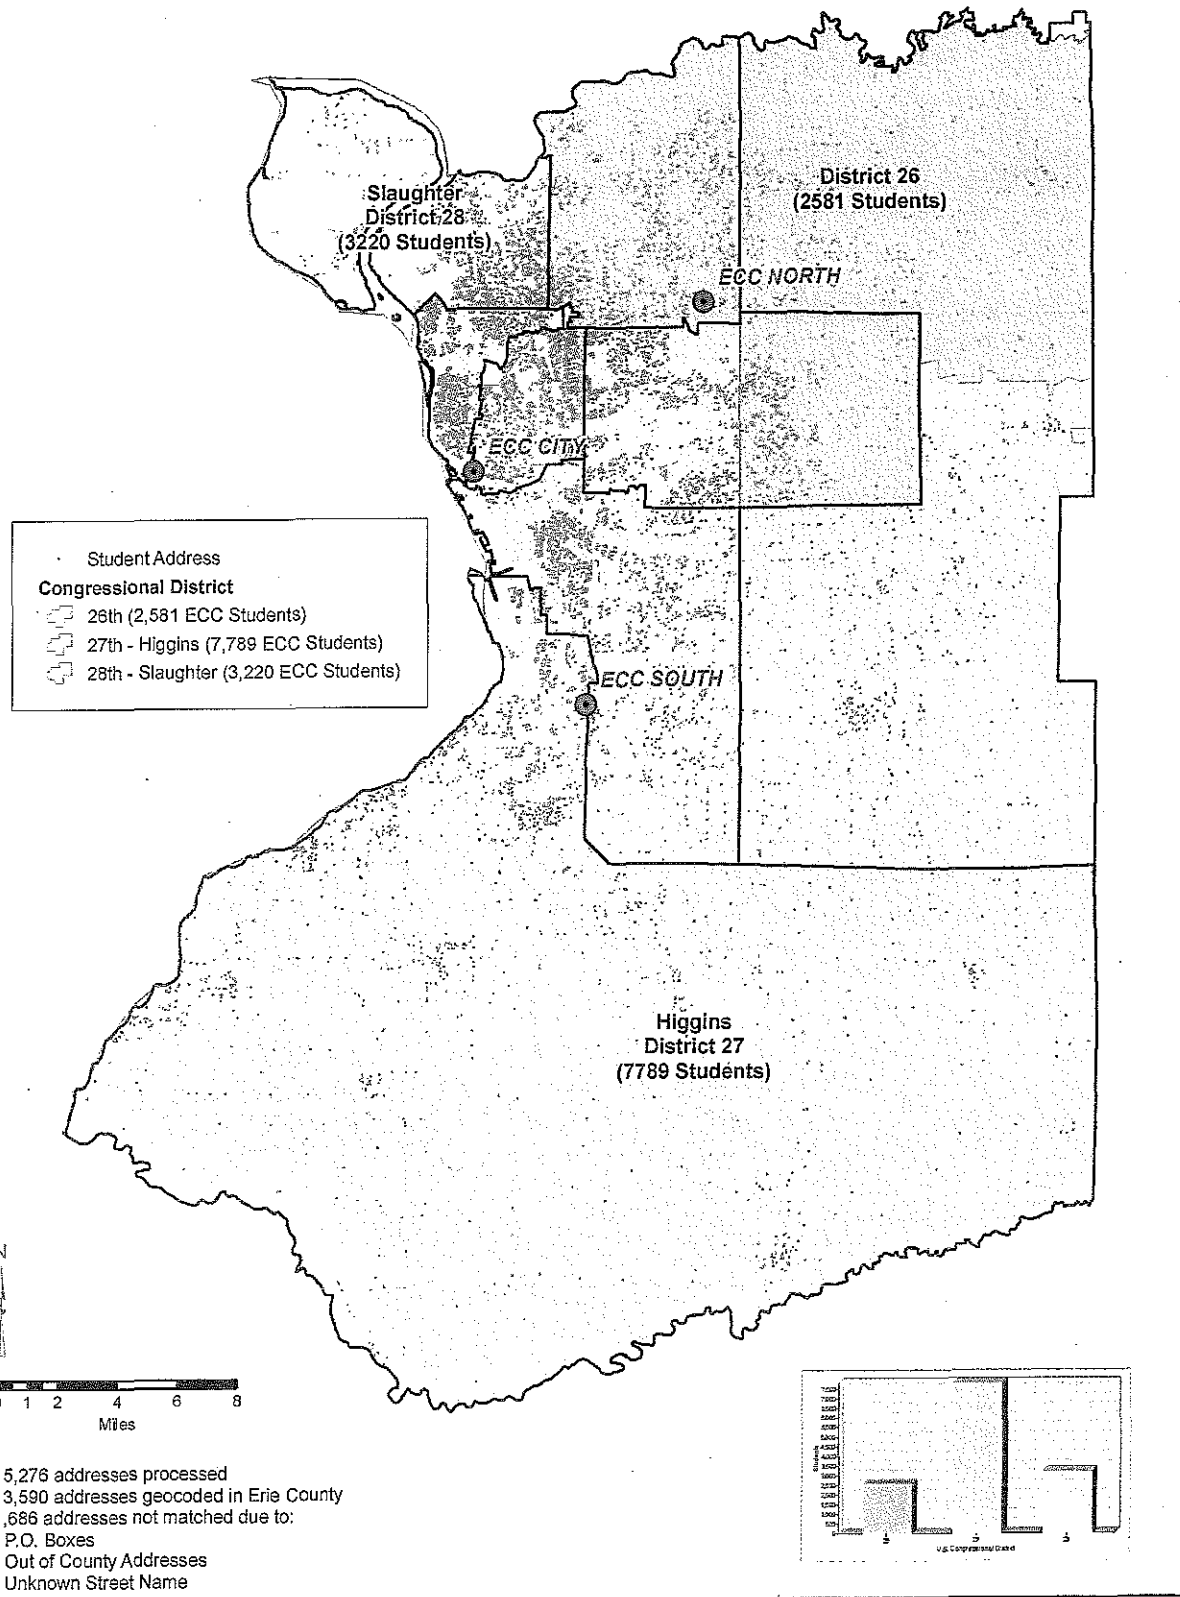 Slaughter
District 28
(3220 Students)
District 26
(2581 Students)
ECC NORTH
ECC CITY
Student Address
Congressional District
26th (2,581 ECC Students)
27th - Higgins (7,789 ECC Students)
28th - Slaughter (3,220 ECC Students)
ECC SOUTH
Higgins
District 27
(7789 Students)
N
1 2 4 6 8
Miles
5,276 addresses processed
3,590 addresses geocoded in Erie County
,686 addresses not matched due to:
P.O. Boxes
Out of County Addresses
Unknown Street Name
Students
U.S. Congressional District